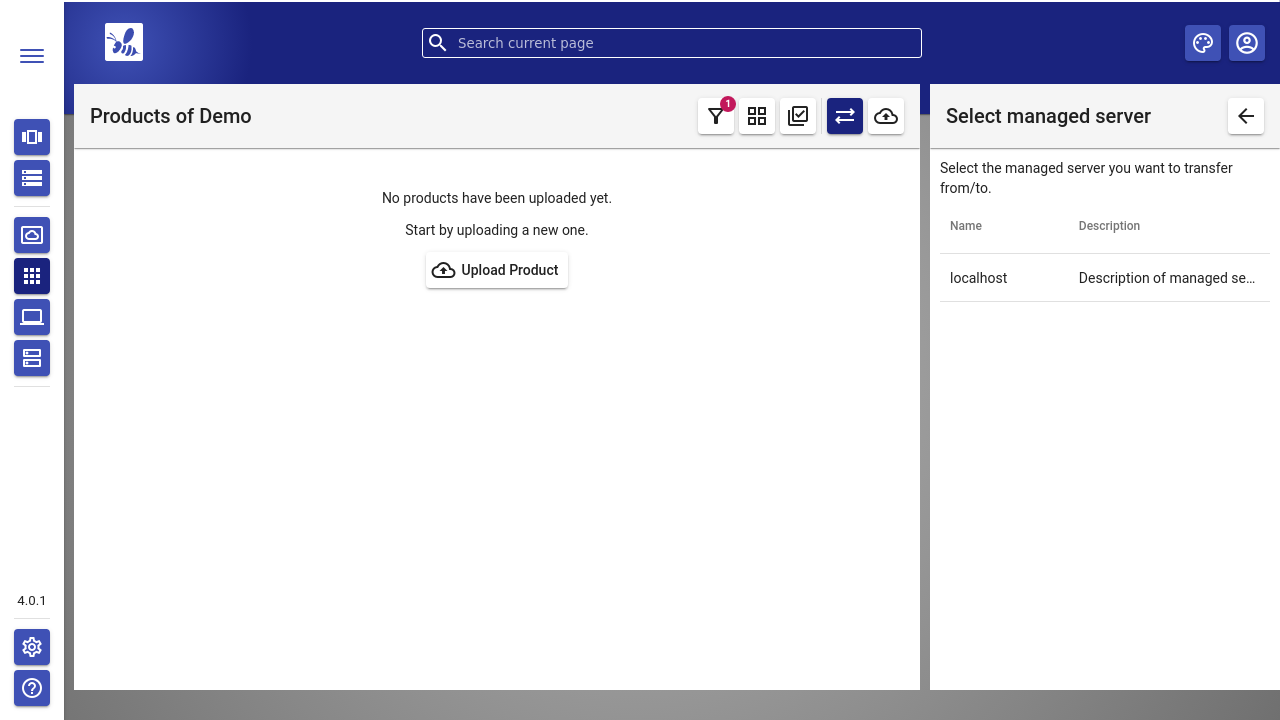 Search current page
Products of Demo
1
Select managed server
No products have been uploaded yet.
Start by uploading a new one.
Upload Product
Select the managed server you want to transfer
from/to.
Name Description
localhost Description of managed se...
4.0.1